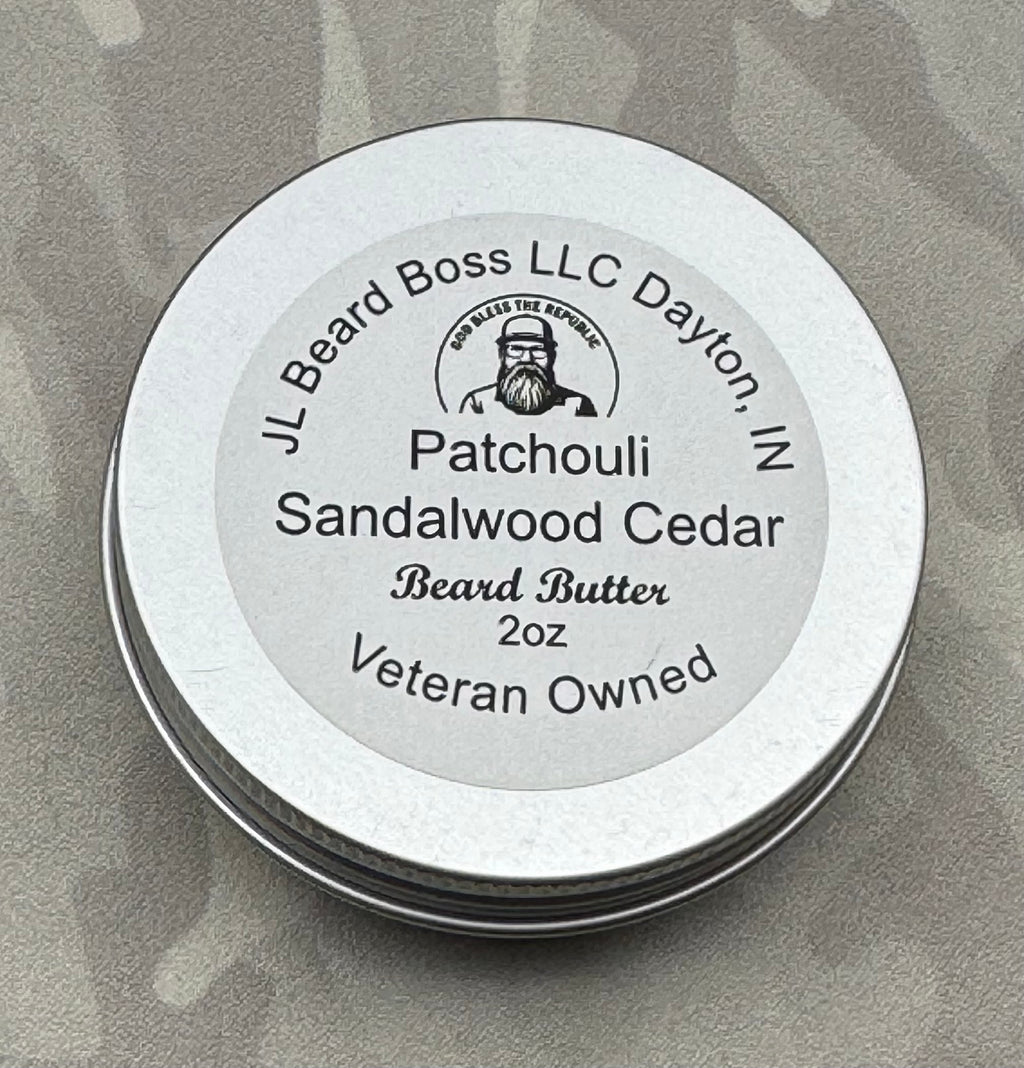 JL Beard Boss LLC Dayton, IN
GOD BLESS THE REPUBLIC
Patchouli
Sandalwood Cedar
Beard Butter
2oz
Veteran Owned